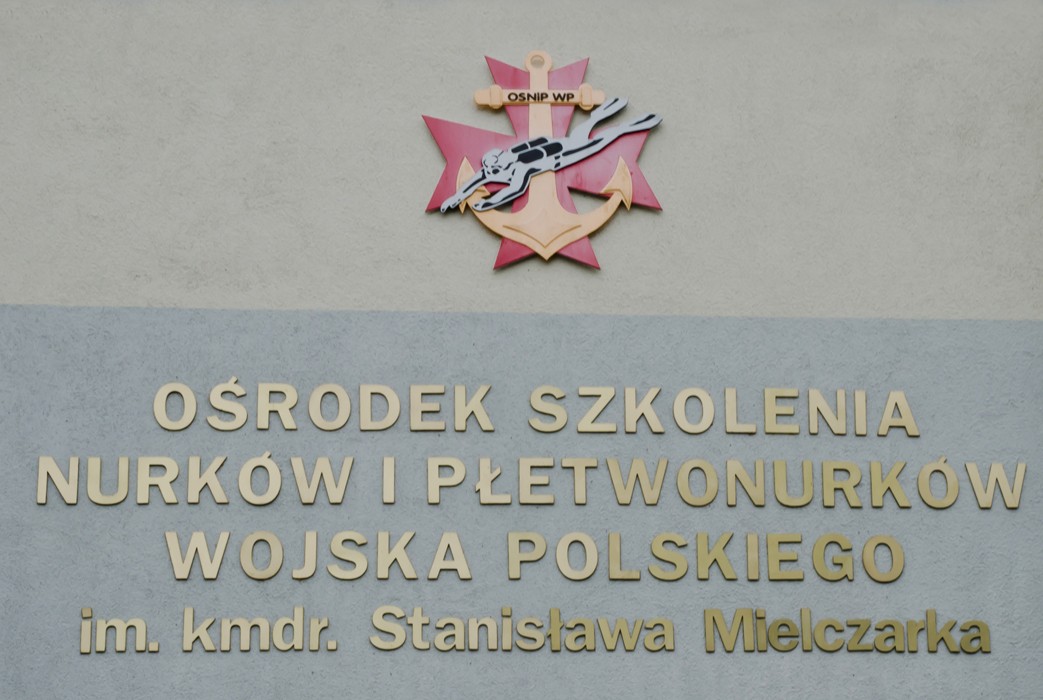 OSNiP WP
OŚRODEK SZKOLENIA
NURKÓW I PŁETWONURKÓW
WOJSKA POLSKIEGO
im. kmdr. Stanisława Mielczarka